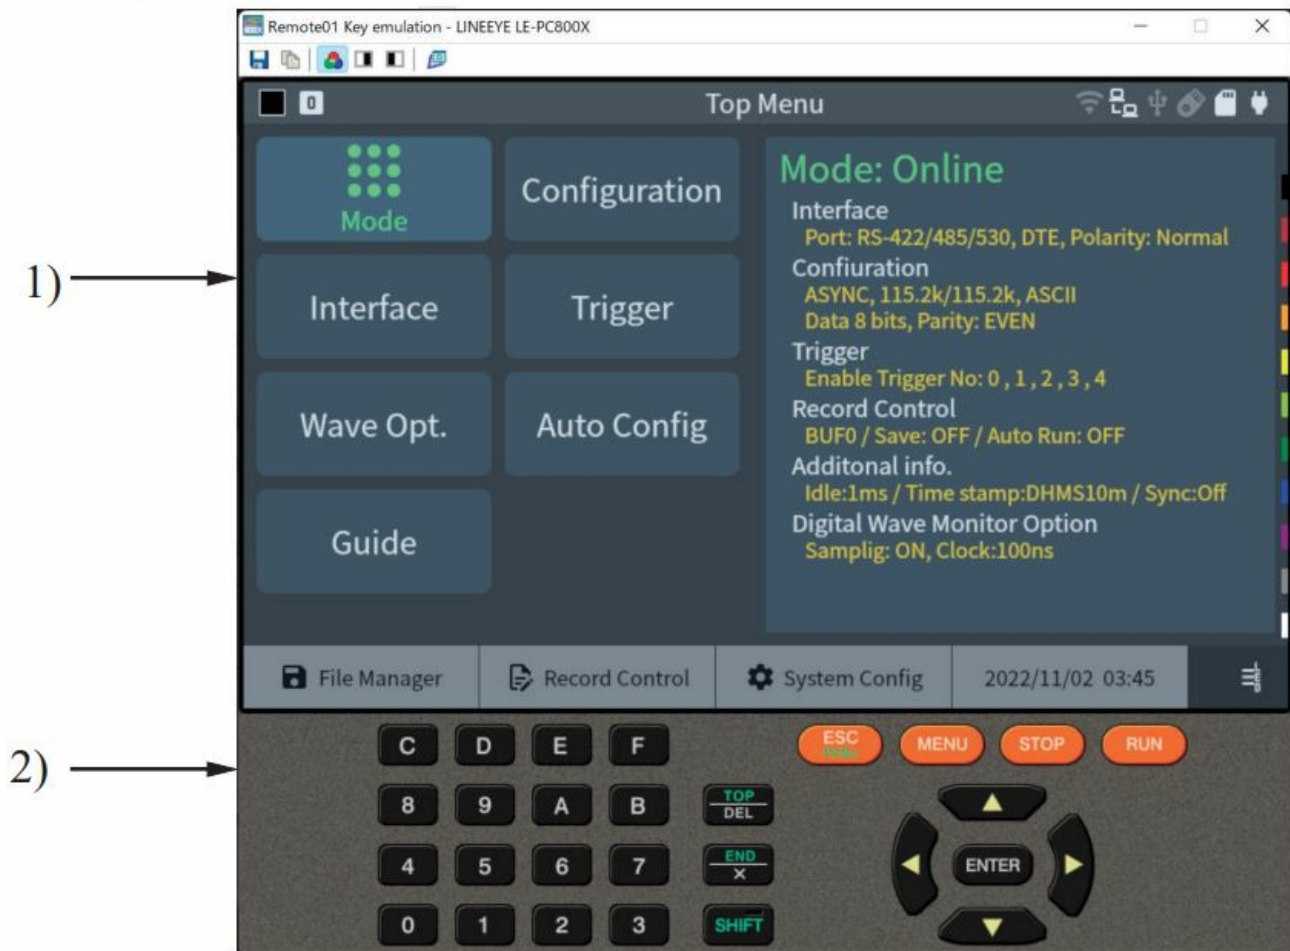 Remote01 Key emulation - LINEEYE LE-PC800X
0
Top Menu
1)
Mode
Configuration
Interface
Trigger
Wave Opt.
Auto Config
Guide
Mode: Online
Interface
Port: RS-422/485/530, DTE, Polarity: Normal
Confiuration
ASYNC, 115.2k/115.2k, ASCII
Data 8 bits, Parity: EVEN
Trigger
Enable Trigger No: 0 , 1 , 2 , 3 , 4
Record Control
BUF0 / Save: OFF / Auto Run: OFF
Additonal info.
Idle:1ms / Time stamp:DHMS10m / Sync:Off
Digital Wave Monitor Option
Samplig: ON, Clock:100ns
File Manager
Record Control
System Config
2022/11/02 03:45
2)
C D E F
ESC
MENU
STOP
RUN
8 9 A B
TOP
DEL
4 5 6 7
END
×
ENTER
0 1 2 3
SHIFT